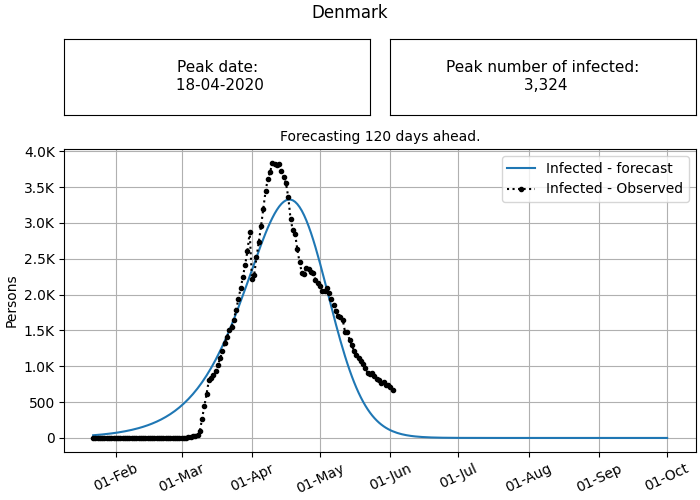 Denmark
Peak date:
18-04-2020
Peak number of infected:
3,324
Forecasting 120 days ahead.
4.0K
3.5K
3.0K
2.5K
2.0K
1.5K
1.0K
500
0
Persons
Infected - forecast
Infected - Observed
01-Feb
01-Mar
01-Apr
01-May
01-Jun
01-Jul
01-Aug
01-Sep
01-Oct